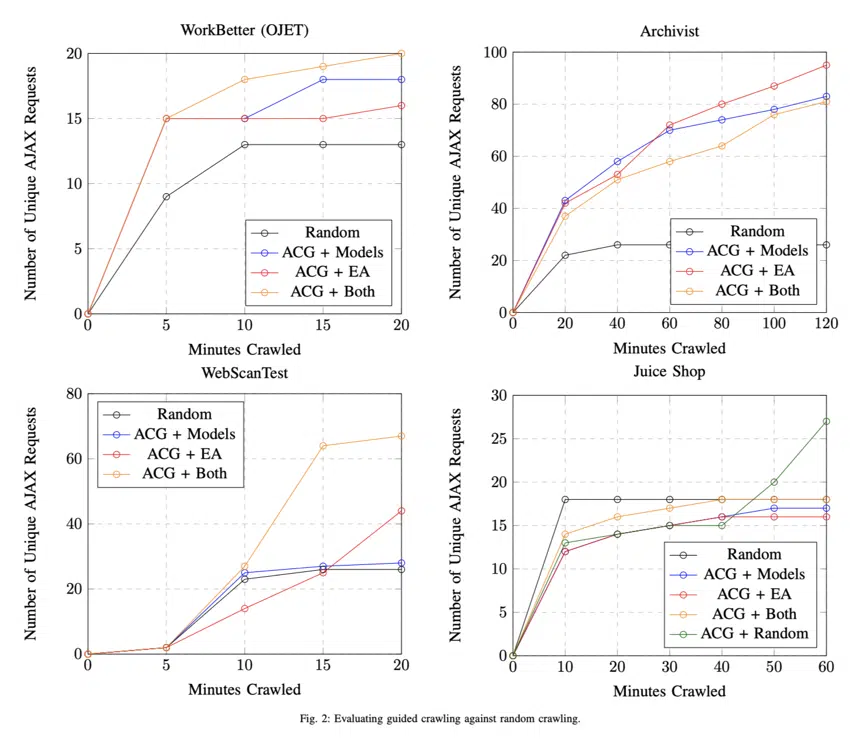 WorkBetter (OJET)
Number of Unique AJAX Requests
20
15
10
5
0
Random
ACG + Models
ACG + EA
ACG + Both
0 5 10 15 20
Minutes Crawled
Archivist
Number of Unique AJAX Requests
100
80
60
40
20
0
Random
ACG + Models
ACG + EA
ACG + Both
0 20 40 60 80 100 120
Minutes Crawled
WebScanTest
Number of Unique AJAX Requests
80
60
40
20
0
Random
ACG + Models
ACG + EA
ACG + Both
0 5 10 15 20
Minutes Crawled
Juice Shop
Number of Unique AJAX Requests
30
25
20
15
10
5
0
Random
ACG + Models
ACG + EA
ACG + Both
ACG + Random
0 10 20 30 40 50 60
Minutes Crawled
Fig. 2: Evaluating guided crawling against random crawling.